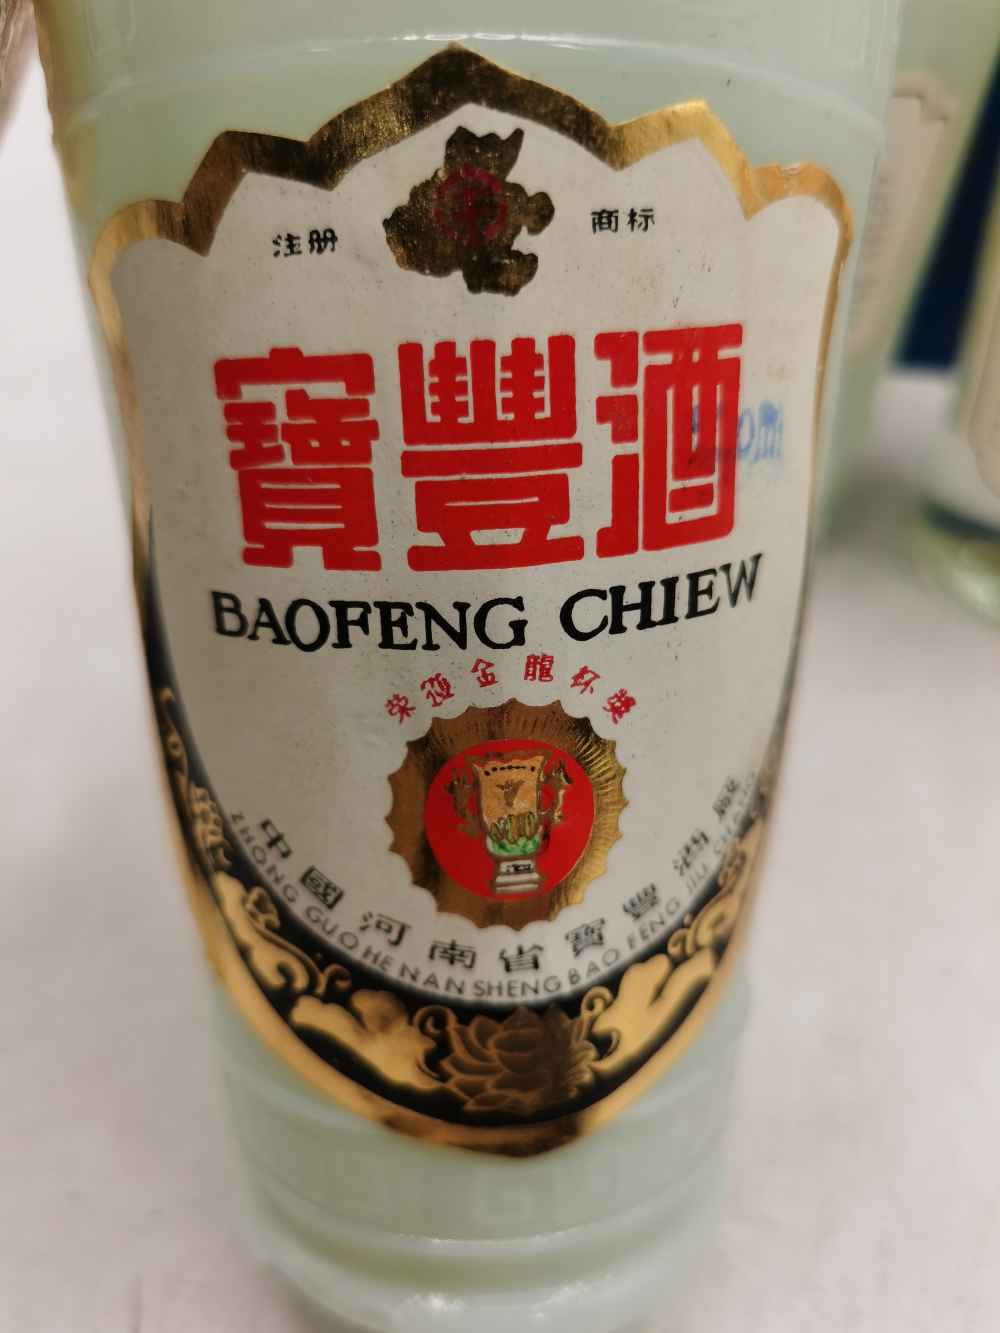 注册 商标
寶豐酒
BAOFENG CHIEW
荣获金龍杯獎
中國河南省寶豐酒廠
ZHONG GUO HE NAN SHENG BAO FENG JIU CHANG